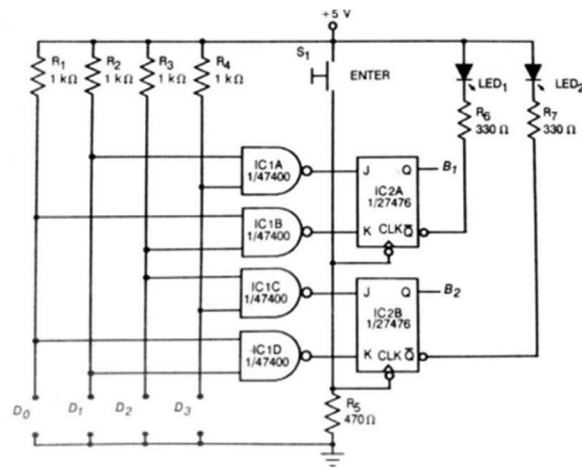 +5 V
S1
R1
1 kΩ
R2
1 kΩ
R3
1 kΩ
R4
1 kΩ
ENTER
LED1
LED2
R6
330 Ω
R7
330 Ω
IC1A
1/47400
J
Q
B1
IC2A
1/27476
IC1B
1/47400
K
CLK
Q̅
IC1C
1/47400
J
Q
B2
IC2B
1/27476
IC1D
1/47400
K
CLK
Q̅
D0
D1
D2
D3
R5
470 Ω